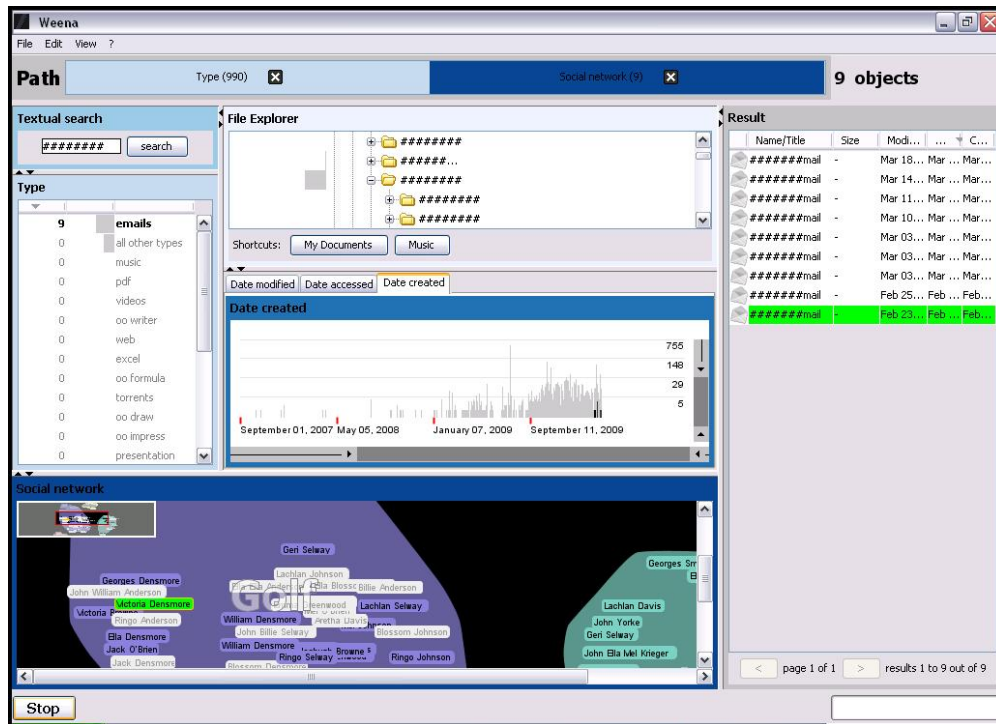 Weena
File Edit View ?
Path
Type (990)
Social network (9)
9 objects
Textual search
########
search
Type
9 emails
0 all other types
0 music
0 pdf
0 videos
0 oo writer
0 web
0 excel
0 oo formula
0 torrents
0 oo draw
0 oo impress
0 presentation
File Explorer
########
######...
########
########
########
Shortcuts: My Documents Music
Date modified Date accessed Date created
Date created
755
148
29
5
September 01, 2007 May 05, 2008 January 07, 2009 September 11, 2009
Result
Name/Title Size Modi... ... C...
#######mail - Mar 18... Mar ... Mar...
#######mail - Mar 14... Mar ... Mar...
#######mail - Mar 11... Mar ... Mar...
#######mail - Mar 10... Mar ... Mar...
#######mail - Mar 03... Mar ... Mar...
#######mail - Mar 03... Mar ... Mar...
#######mail - Mar 03... Mar ... Mar...
#######mail - Feb 25... Feb ... Feb...
#######mail - Feb 23... Feb ... Feb...
< page 1 of 1 > results 1 to 9 out of 9
Social network
Geri Selway
Lachlan Johnson
Georges Densmore
Billie Anderson
John William Anderson
Golf
Victoria Densmore
Greenwood
Lachlan Selway
Victoria
Ringo Anderson
William Densmore
Aretha Davis
John Billie Selway
Blossom Johnson
Ella Densmore
Jack O'Brien
William Densmore
Browne
Ringo Selway
Ringo Johnson
Jack Densmore
Blossom Densmore
Georges
Lachlan Davis
John Yorke
Geri Selway
John Ella Mel Krieger
Stop